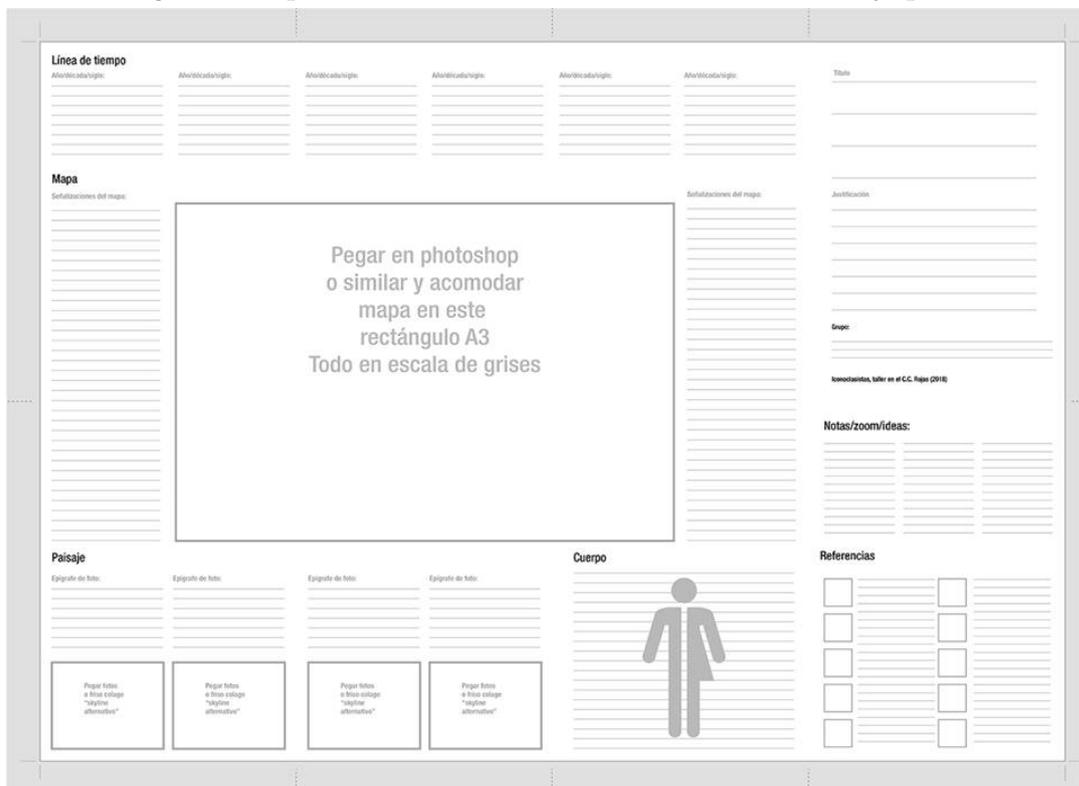 Línea de tiempo
Año/década/siglo: Año/década/siglo: Año/década/siglo: Año/década/siglo: Año/década/siglo: Año/década/siglo:
Título
Mapa
Señalizaciones del mapa:
Señalizaciones del mapa:
Justificación
Pegar en photoshop
o similar y acomodar
mapa en este
rectángulo A3
Todo en escala de grises
Grupo:
Iconoclasistas, taller en el C.C. Rojas (2018)
Notas/zoom/ideas:
Paisaje
Epígrafe de foto: Epígrafe de foto: Epígrafe de foto: Epígrafe de foto:
Pegar fotos
o friso colage
"skyline
alternativo"
Pegar fotos
o friso colage
"skyline
alternativo"
Pegar fotos
o friso colage
"skyline
alternativo"
Pegar fotos
o friso colage
"skyline
alternativo"
Cuerpo
Referencias